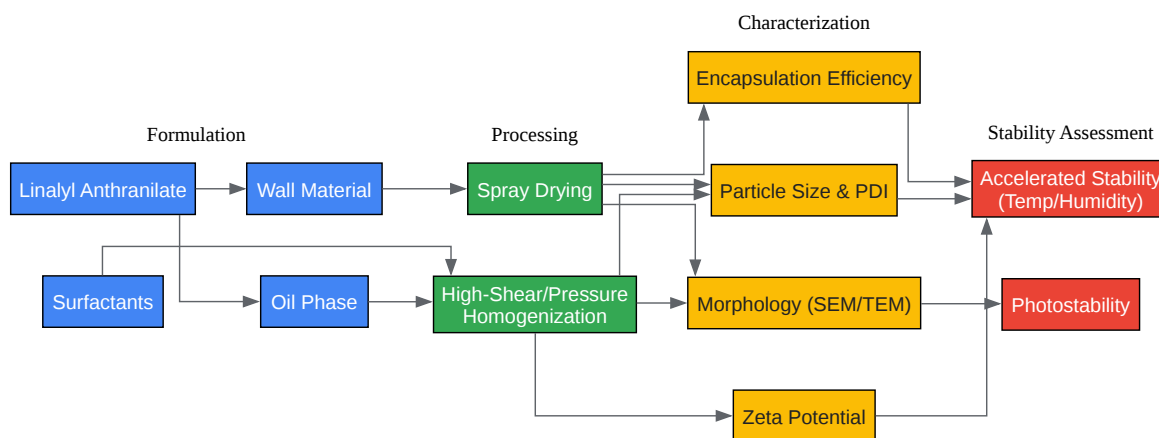 Characterization
Encapsulation Efficiency
Formulation
Processing
Stability Assessment
Linalyl Anthranilate
Wall Material
Spray Drying
Particle Size & PDI
Accelerated Stability
(Temp/Humidity)
Surfactants
Oil Phase
High-Shear/Pressure
Homogenization
Morphology (SEM/TEM)
Photostability
Zeta Potential